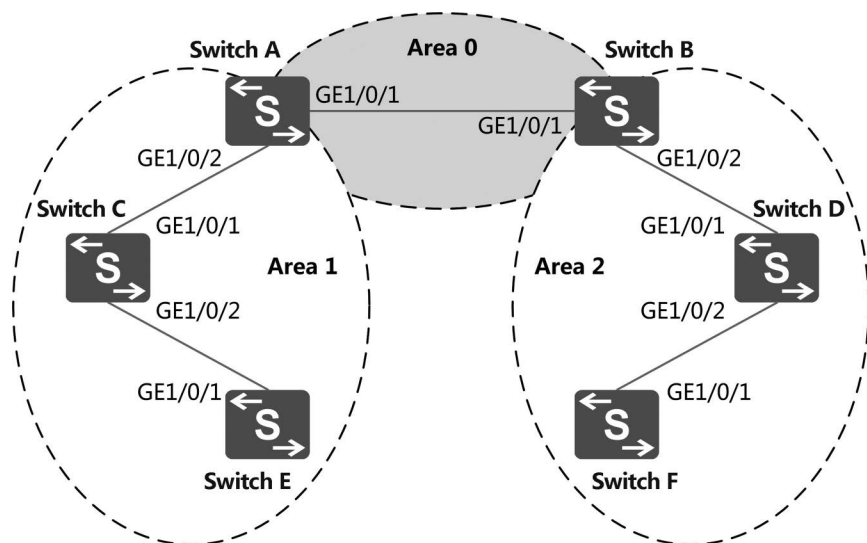 Area 0
Switch A
Switch B
GE1/0/1
GE1/0/1
GE1/0/2
GE1/0/2
Switch C
Switch D
GE1/0/1
GE1/0/1
S
S
S
S
Area 1
Area 2
GE1/0/2
GE1/0/2
GE1/0/1
GE1/0/1
S
S
Switch E
Switch F